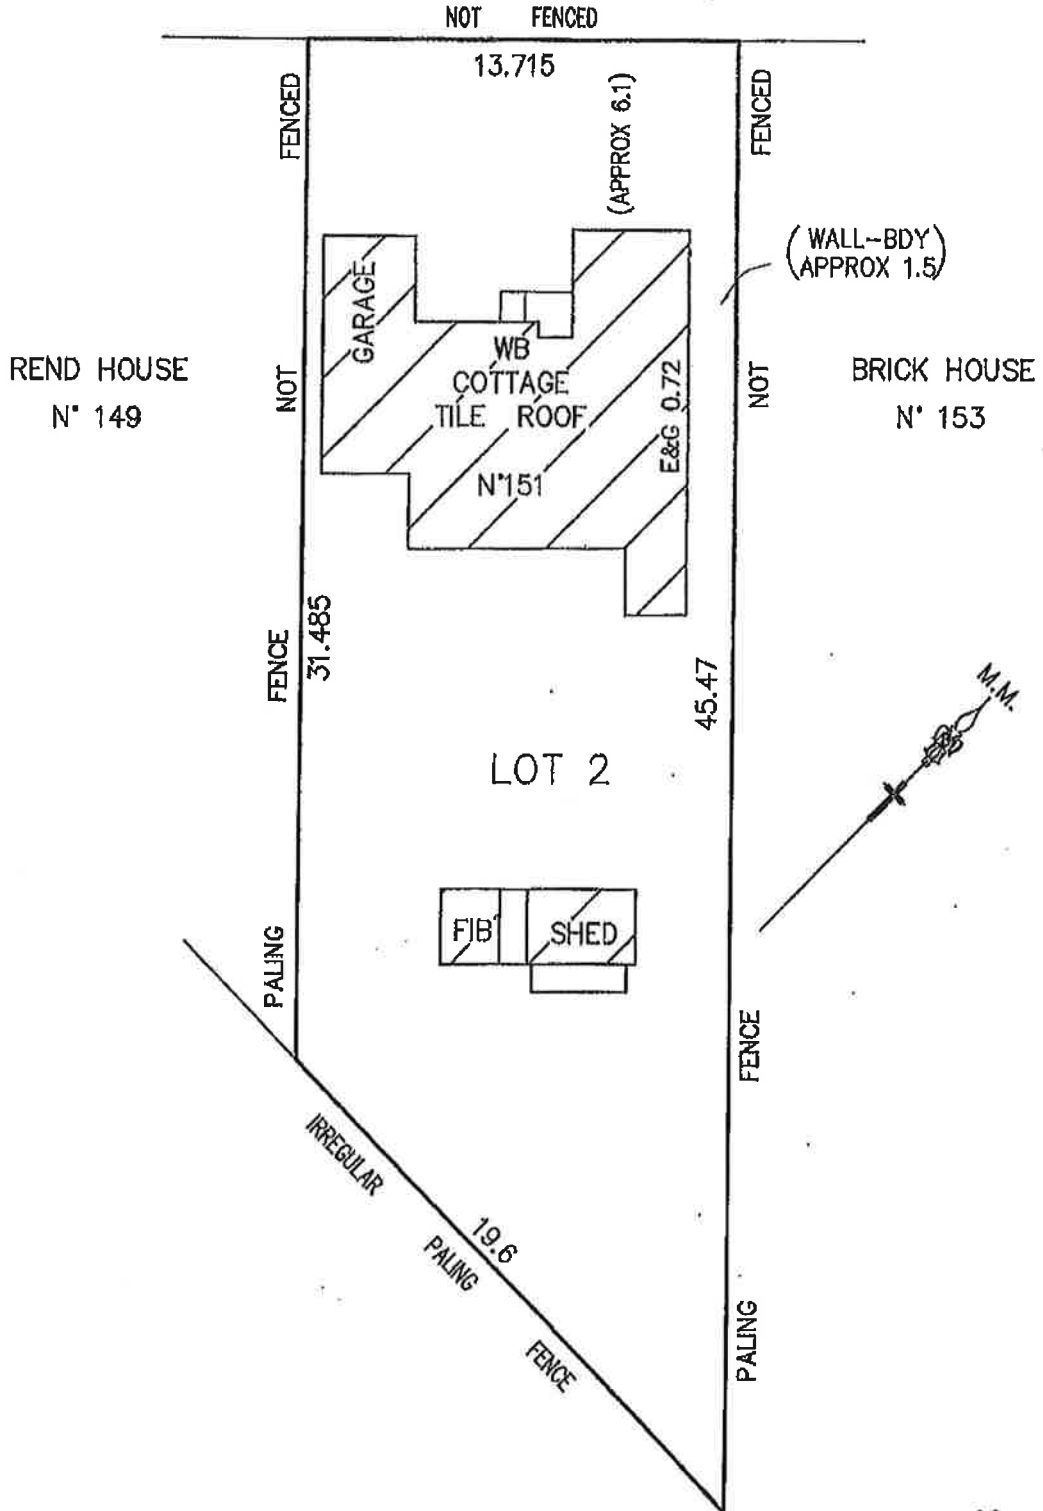 NOT FENCED
13.715
FENCED
(APPROX 6.1)
FENCED
(WALL-BDY)
(APPROX 1.5)
GARAGE
REND HOUSE
N° 149
NOT
WB
COTTAGE
TILE ROOF
N°151
E&G 0.72
NOT
BRICK HOUSE
N° 153
FENCE
31.485
45.47
M.M.
LOT 2
PALING
FIB
SHED
FENCE
IRREGULAR
PALING
FENCE
19.6
PALING